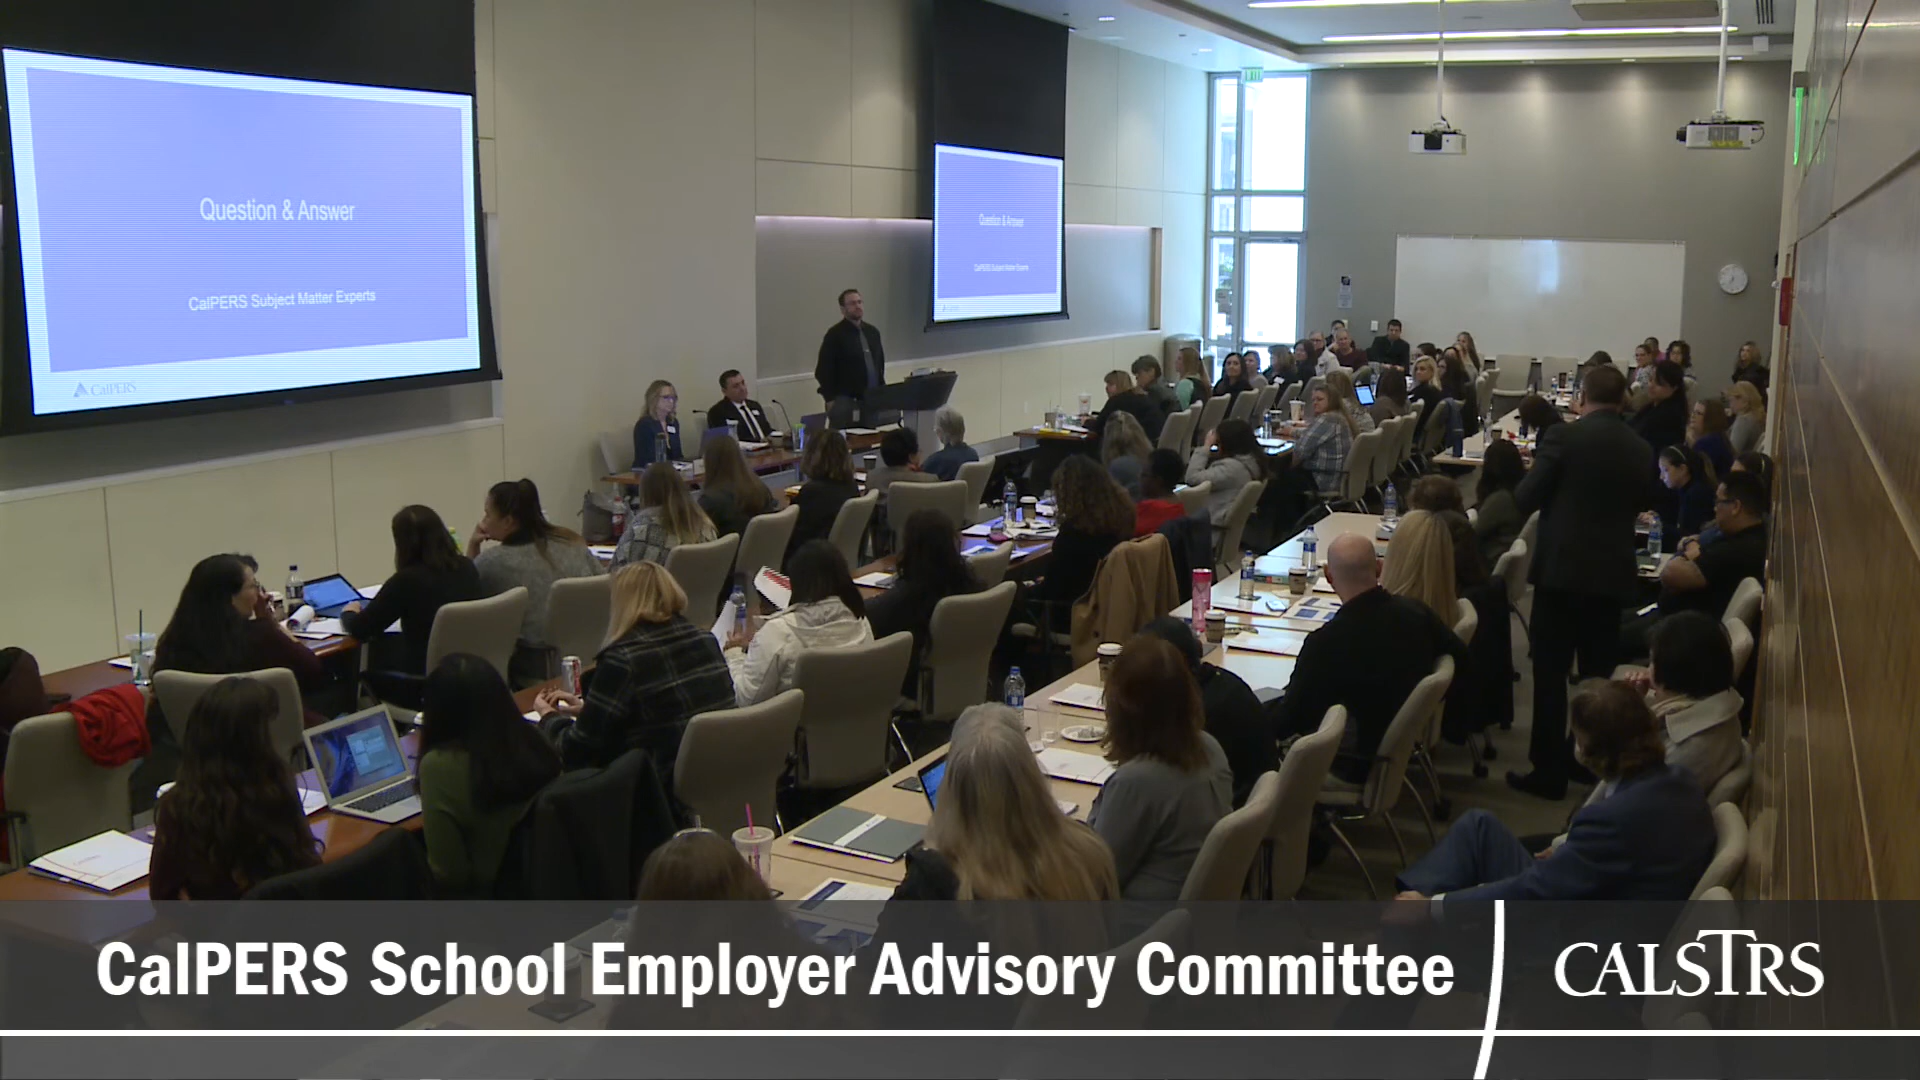 Question & Answer
CalPERS Subject Matter Experts
CalPERS
Question & Answer
CalPERS Subject Matter Experts
CalPERS School Employer Advisory Committee
CALSTRS